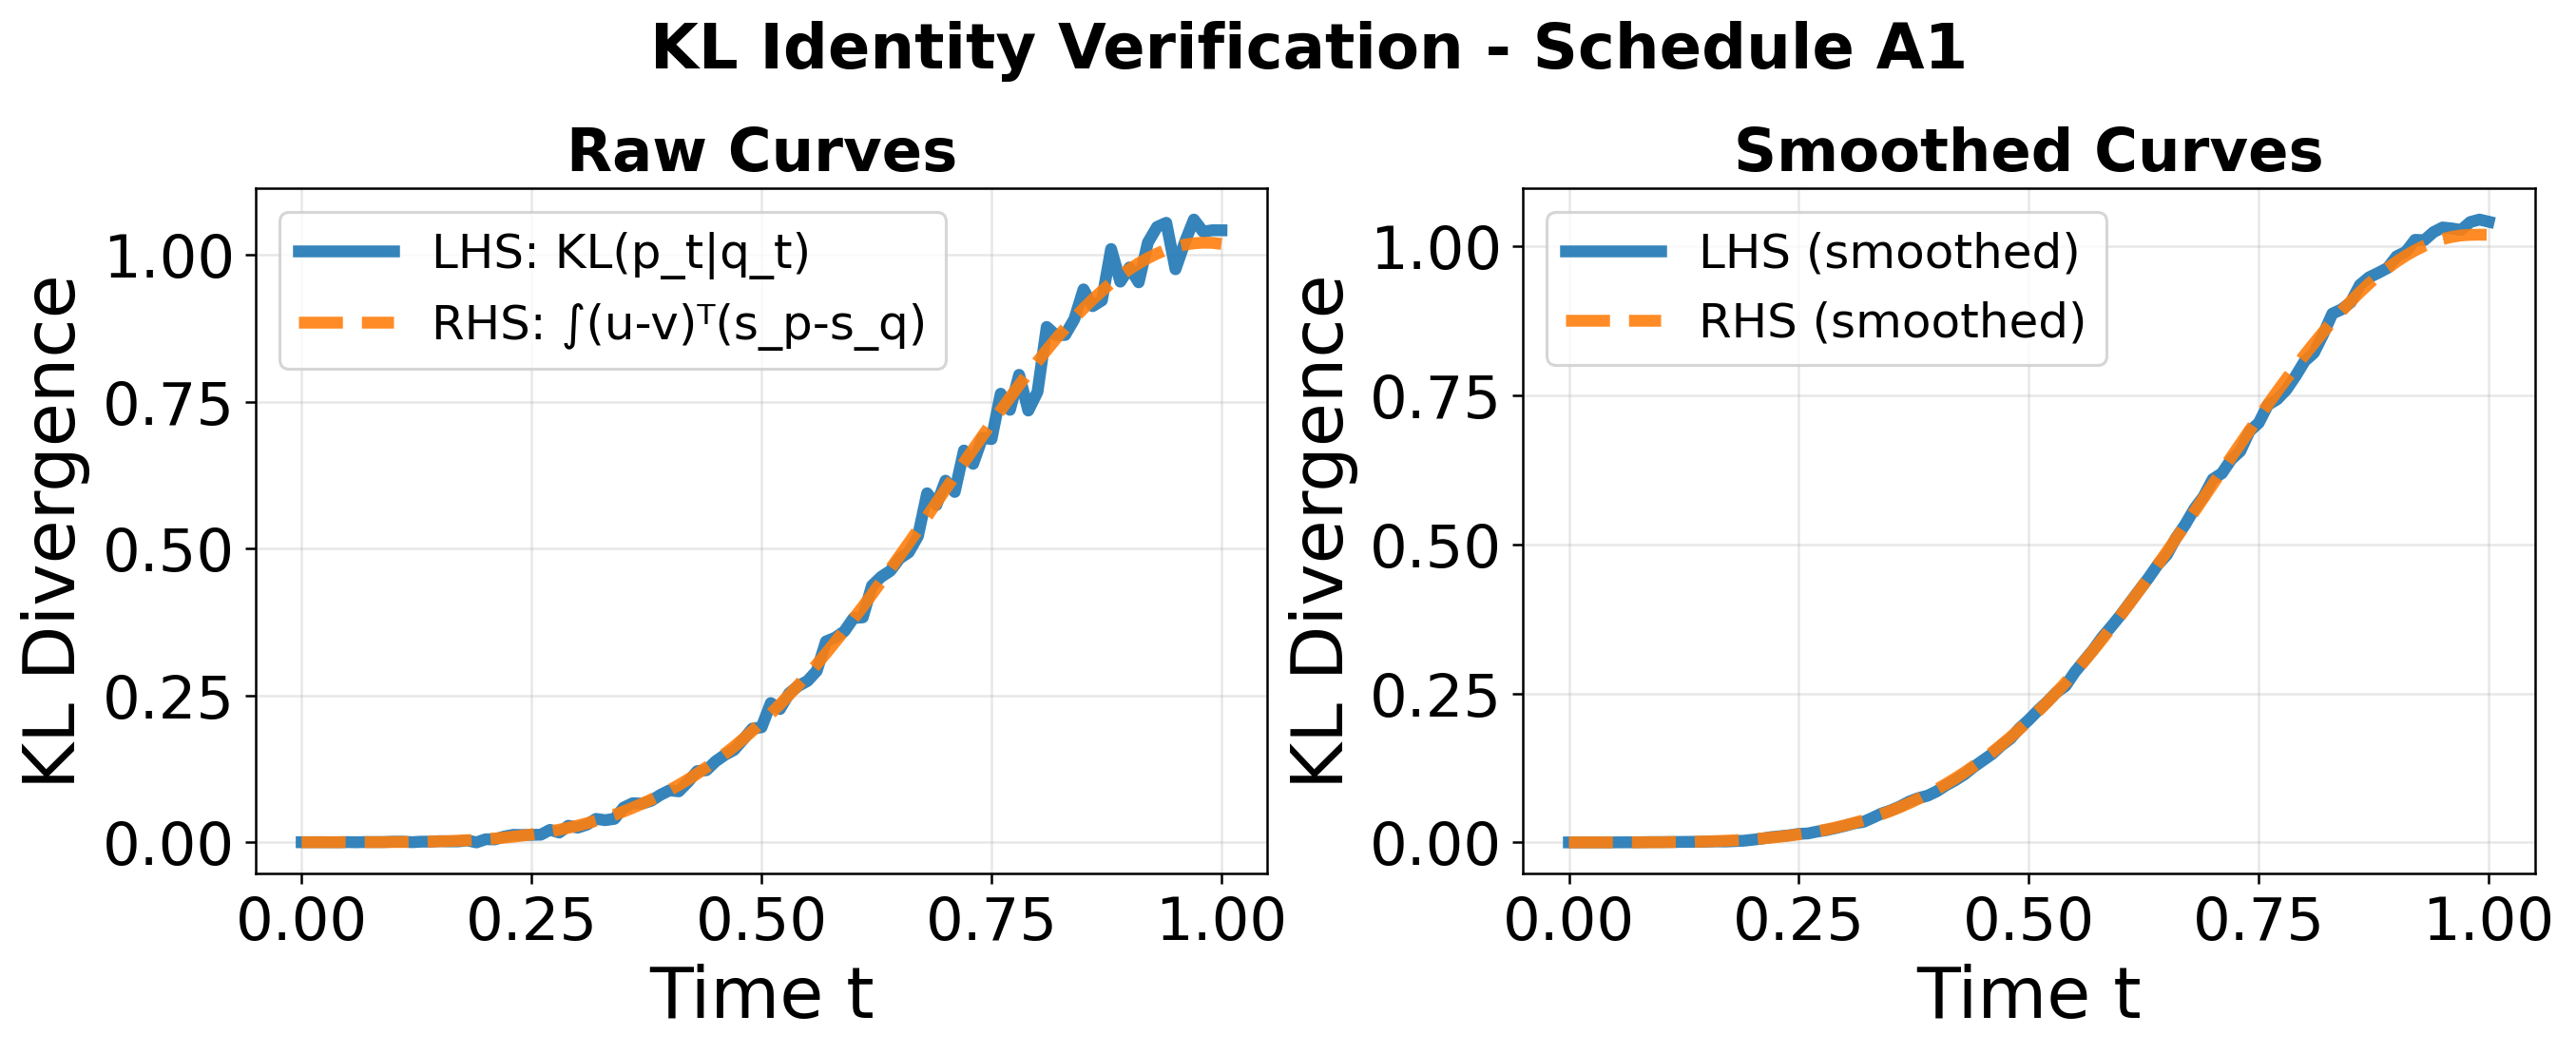 KL Identity Verification - Schedule A1
Raw Curves
KL Divergence
1.00
0.75
0.50
0.25
0.00
LHS: KL(p_t|q_t)
RHS: ∫(u-v)ᵀ(s_p-s_q)
0.00 0.25 0.50 0.75 1.00
Time t
Smoothed Curves
KL Divergence
1.00
0.75
0.50
0.25
0.00
LHS (smoothed)
RHS (smoothed)
0.00 0.25 0.50 0.75 1.00
Time t